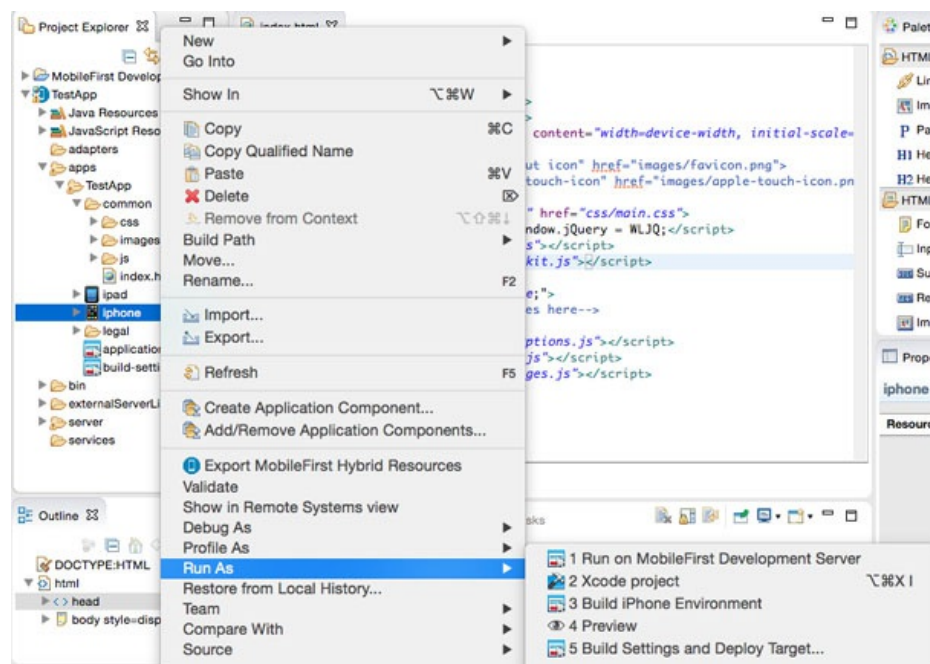 Project Explorer
index.html
MobileFirst Develop
TestApp
Java Resources
JavaScript Reso
adapters
apps
TestApp
common
css
images
js
index.h
ipad
iphone
legal
application
build-setti
bin
externalServerLi
server
services
New
Go Into
Show In ⌥⌘W
Copy ⌘C
Copy Qualified Name
Paste ⌘V
Delete ⌦
Remove from Context ⌥⇧⌘↓
Build Path
Move...
Rename... F2
Import...
Export...
Refresh F5
Create Application Component...
Add/Remove Application Components...
Export MobileFirst Hybrid Resources
Validate
Show in Remote Systems view
Debug As
Profile As
Run As
Restore from Local History...
Team
Compare With
Source
>
>
content="width=device-width, initial-scale=
ut icon" href="images/favicon.png">
touch-icon" href="images/apple-touch-icon.pn
" href="css/main.css">
ndow.jQuery = WLJQ;</script>
s"></script>
kit.js"></script>
e;">
es here-->
ptions.js"></script>
js"></script>
ges.js"></script>
Palet
HTMl
Lin
Im
P Pa
H1 He
H2 He
HTMl
Fo
Inp
Su
Re
Im
Prope
iphone
Resourc
Outline
DOCTYPE:HTML
html
head
body style=disp
sks
1 Run on MobileFirst Development Server
2 Xcode project ⌥⌘X I
3 Build iPhone Environment
4 Preview
5 Build Settings and Deploy Target...